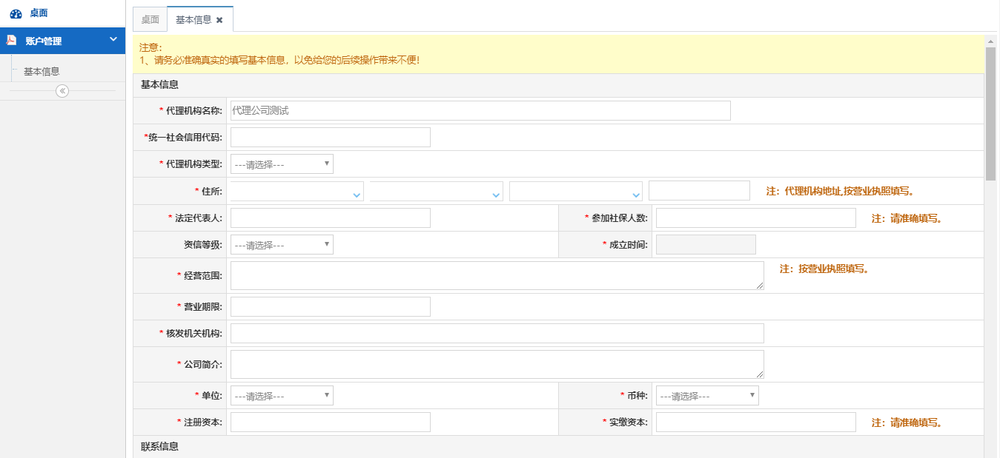 桌面
账户管理
基本信息
桌面
基本信息
注意:
1、请务必准确真实的填写基本信息，以免给您的后续操作带来不便!
基本信息
* 代理机构名称: 代理公司测试
*统一社会信用代码:
* 代理机构类型: ---请选择---
* 住所: 注：代理机构地址,按营业执照填写。
* 法定代表人: * 参加社保人数: 注：请准确填写。
资信等级: ---请选择--- * 成立时间:
* 经营范围: 注：按营业执照填写。
* 营业期限:
* 核发机关机构:
* 公司简介:
* 单位: ---请选择--- * 币种: ---请选择---
* 注册资本: * 实缴资本: 注：请准确填写。
联系信息